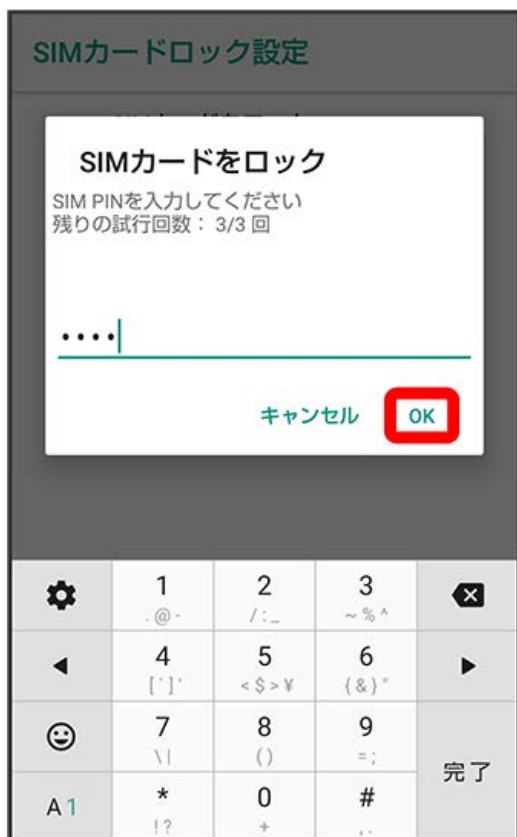 SIMカードロック設定
SIMカードをロック
SIM PINを入力してください
残りの試行回数： 3/3 回
••••
キャンセル OK
1 2 3
.@- /:_ ~%^
4 5 6
[`]' <$>¥ {&}"
7 8 9
\| () =;
完了
A1 * 0 #
!? + ,.